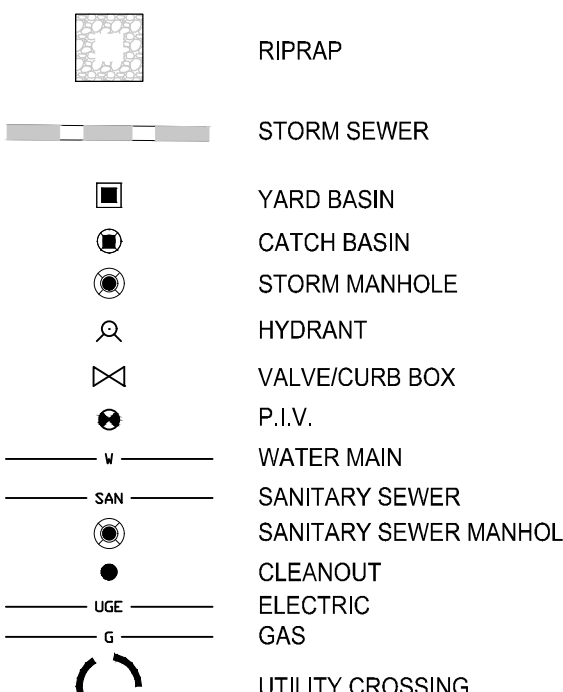 RIPRAP
STORM SEWER
YARD BASIN
CATCH BASIN
STORM MANHOLE
HYDRANT
VALVE/CURB BOX
P.I.V.
W WATER MAIN
SAN SANITARY SEWER
SANITARY SEWER MANHOL
CLEANOUT
UGE ELECTRIC
G GAS
UTILITY CROSSING